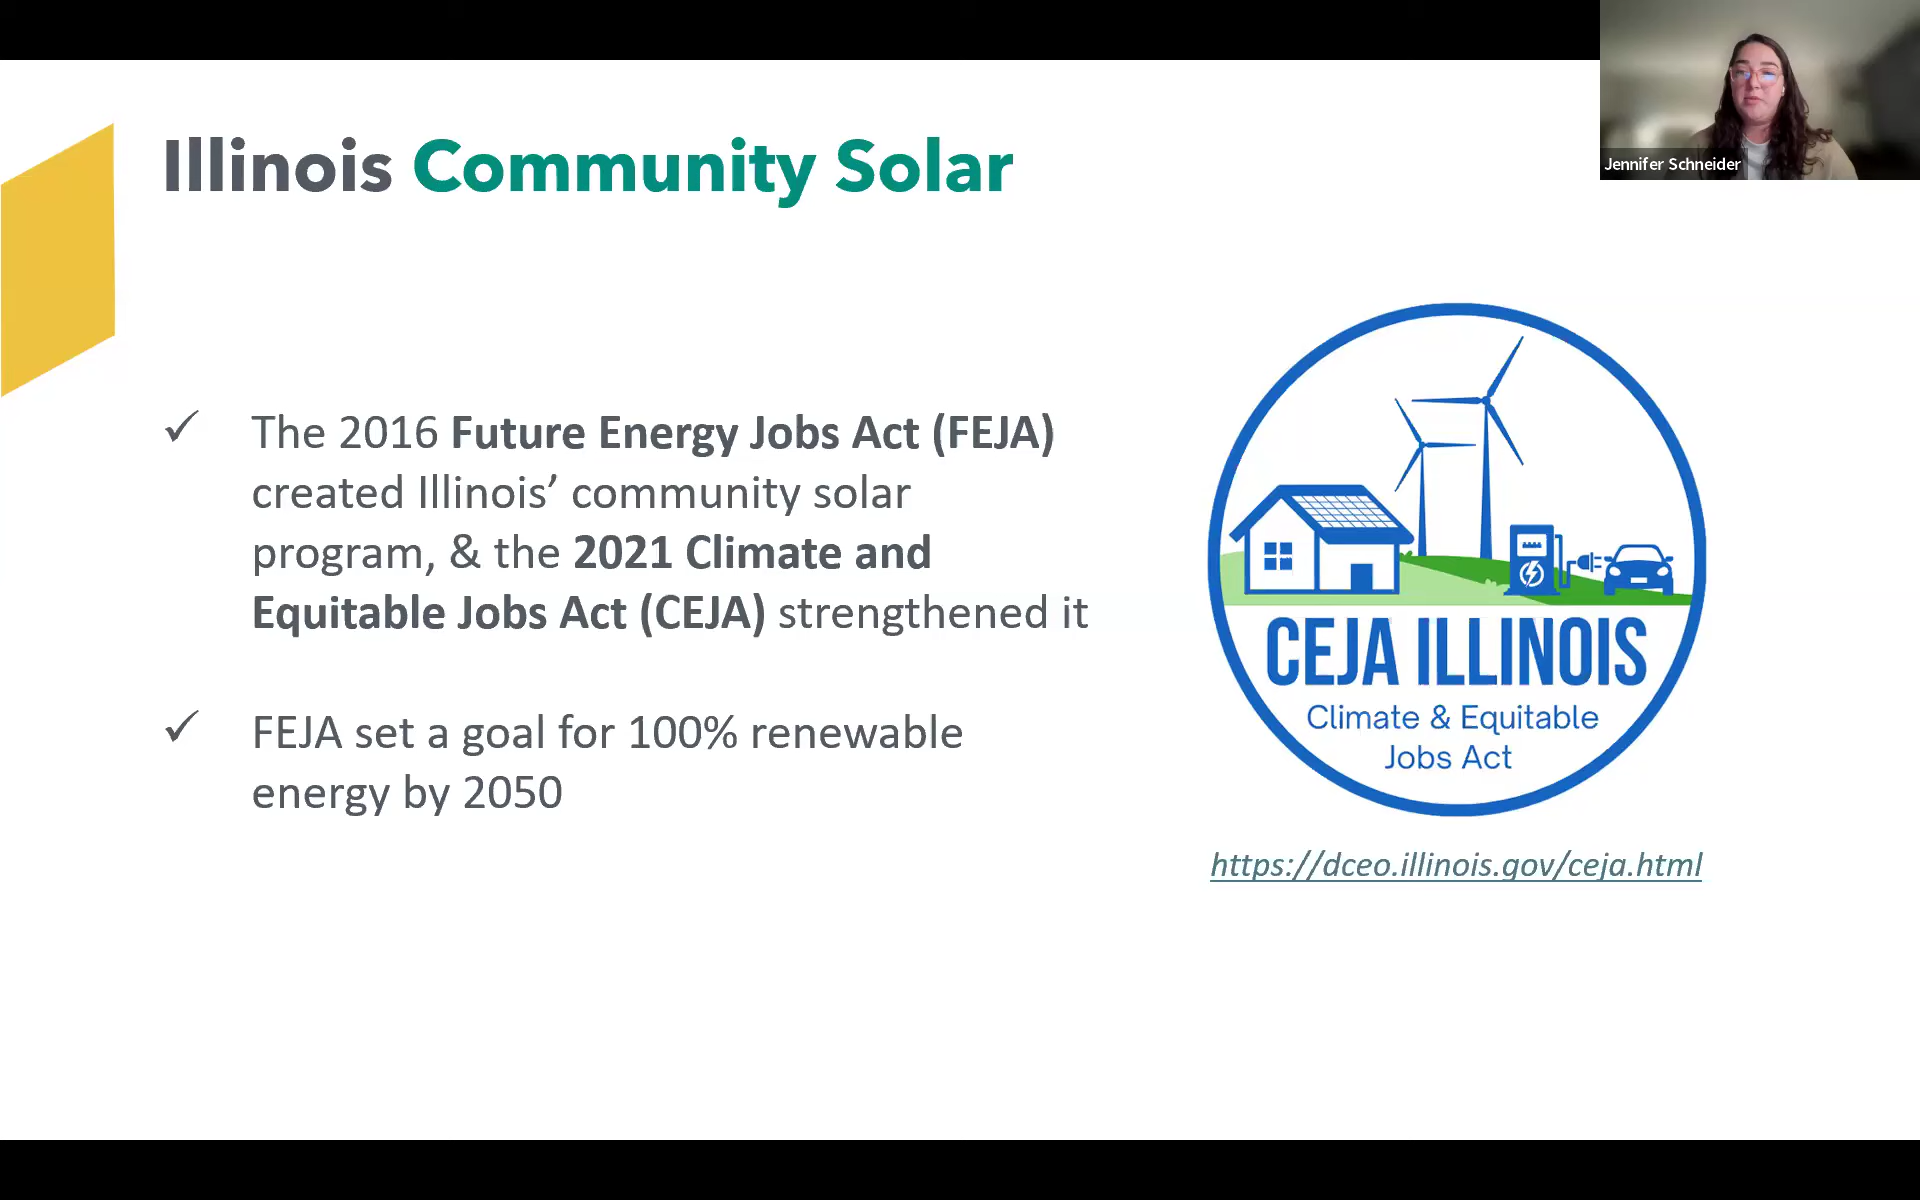 Jennifer Schneider
Illinois Community Solar
✓ The 2016 Future Energy Jobs Act (FEJA)
created Illinois’ community solar
program, & the 2021 Climate and
Equitable Jobs Act (CEJA) strengthened it
✓ FEJA set a goal for 100% renewable
energy by 2050
CEJA ILLINOIS
Climate & Equitable
Jobs Act
https://dceo.illinois.gov/ceja.html